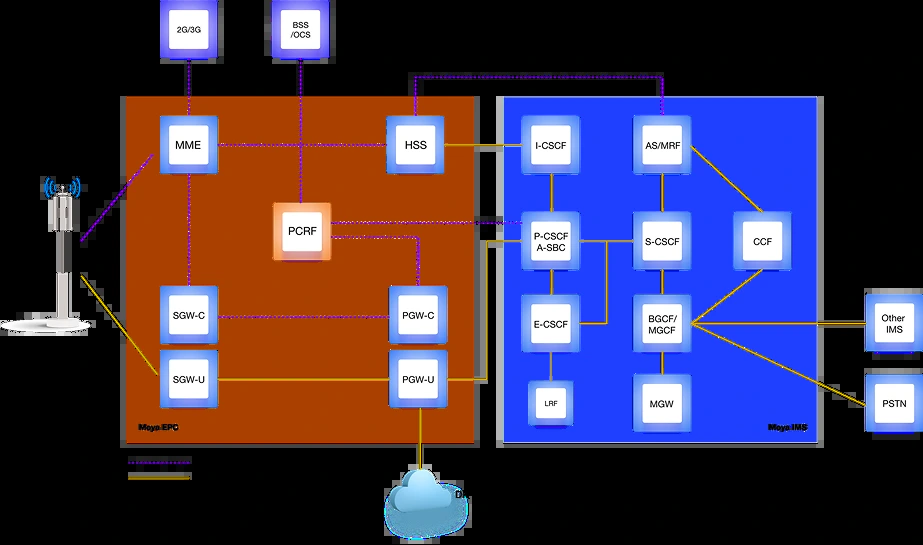 2G/3G
BSS
/OCS
MME
HSS
I-CSCF
AS/MRF
PCRF
P-CSCF
A-SBC
S-CSCF
CCF
SGW-C
PGW-C
E-CSCF
BGCF/
MGCF
Other
IMS
SGW-U
PGW-U
LRF
MGW
PSTN
Moya EPC
Moya IMS